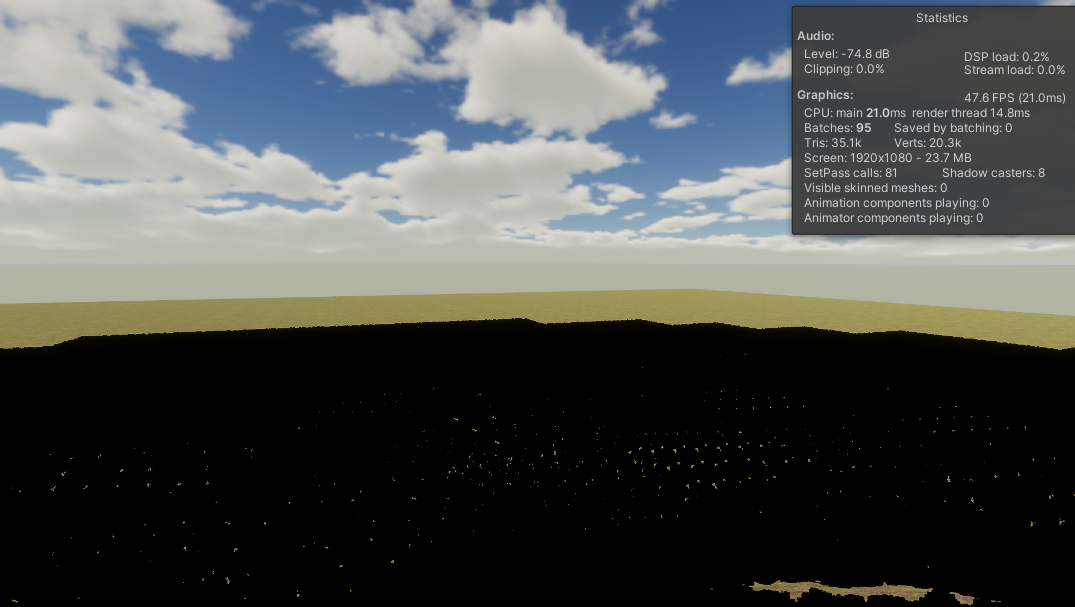 Statistics
Audio:
Level: -74.8 dB DSP load: 0.2%
Clipping: 0.0% Stream load: 0.0%
Graphics: 47.6 FPS (21.0ms)
CPU: main 21.0ms render thread 14.8ms
Batches: 95 Saved by batching: 0
Tris: 35.1k Verts: 20.3k
Screen: 1920x1080 - 23.7 MB
SetPass calls: 81 Shadow casters: 8
Visible skinned meshes: 0
Animation components playing: 0
Animator components playing: 0